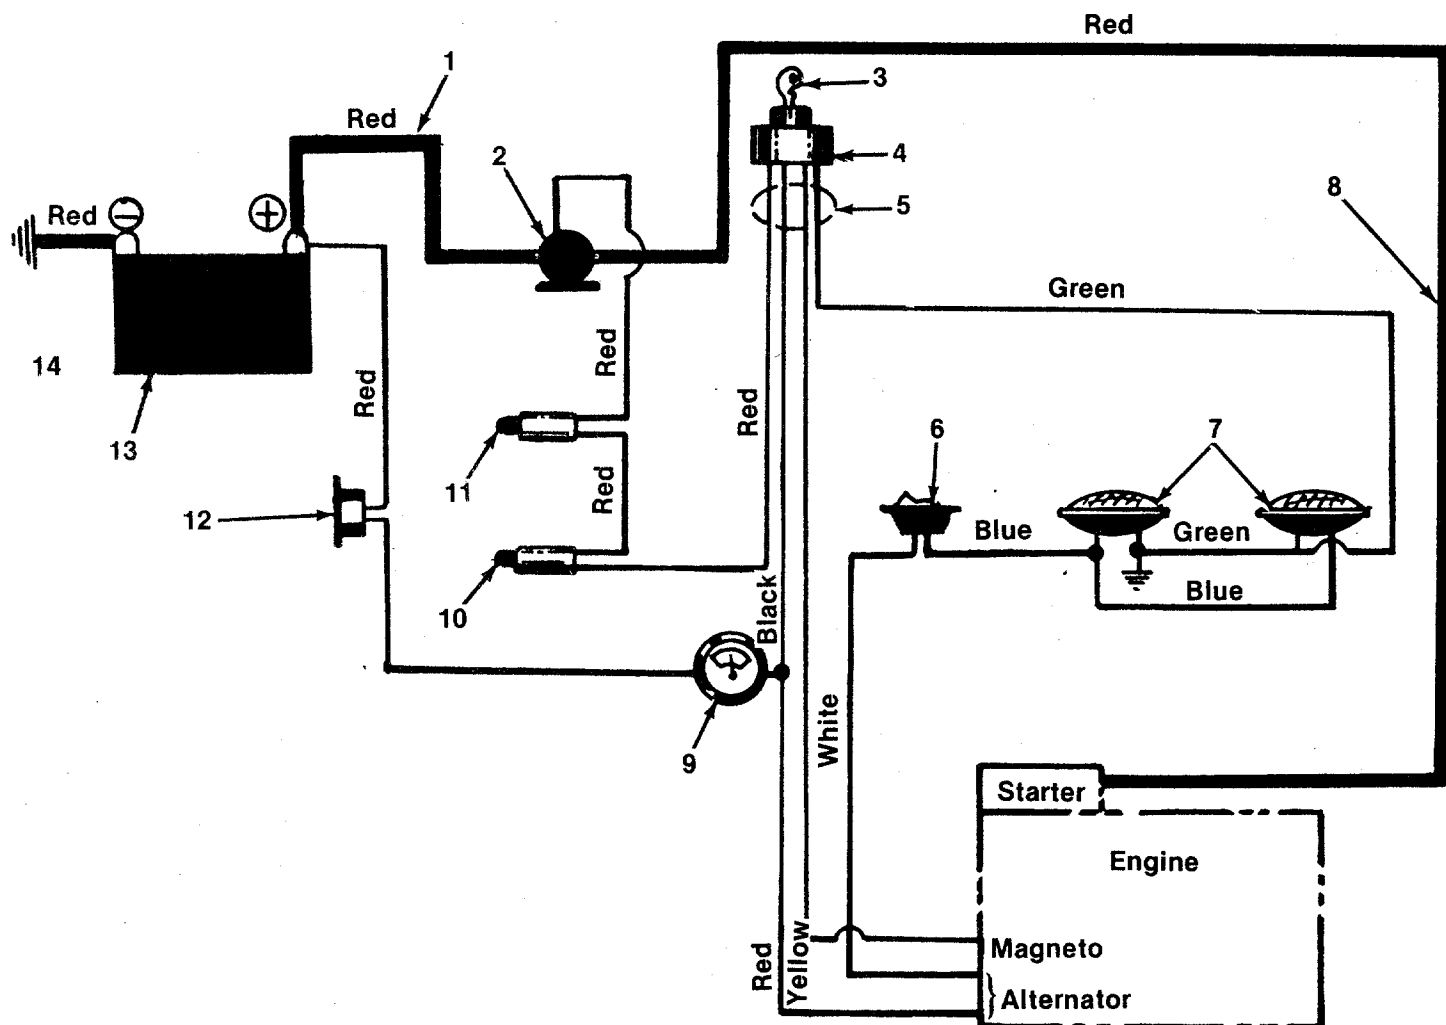 Red
1
3
Red
2
4
8
5
Red
−
+
Green
14
Red
Red
Red
13
6
7
11
Red
12
Blue
Green
10
Black
Blue
9
White
Starter
Engine
Red
Yellow
Magneto
Alternator